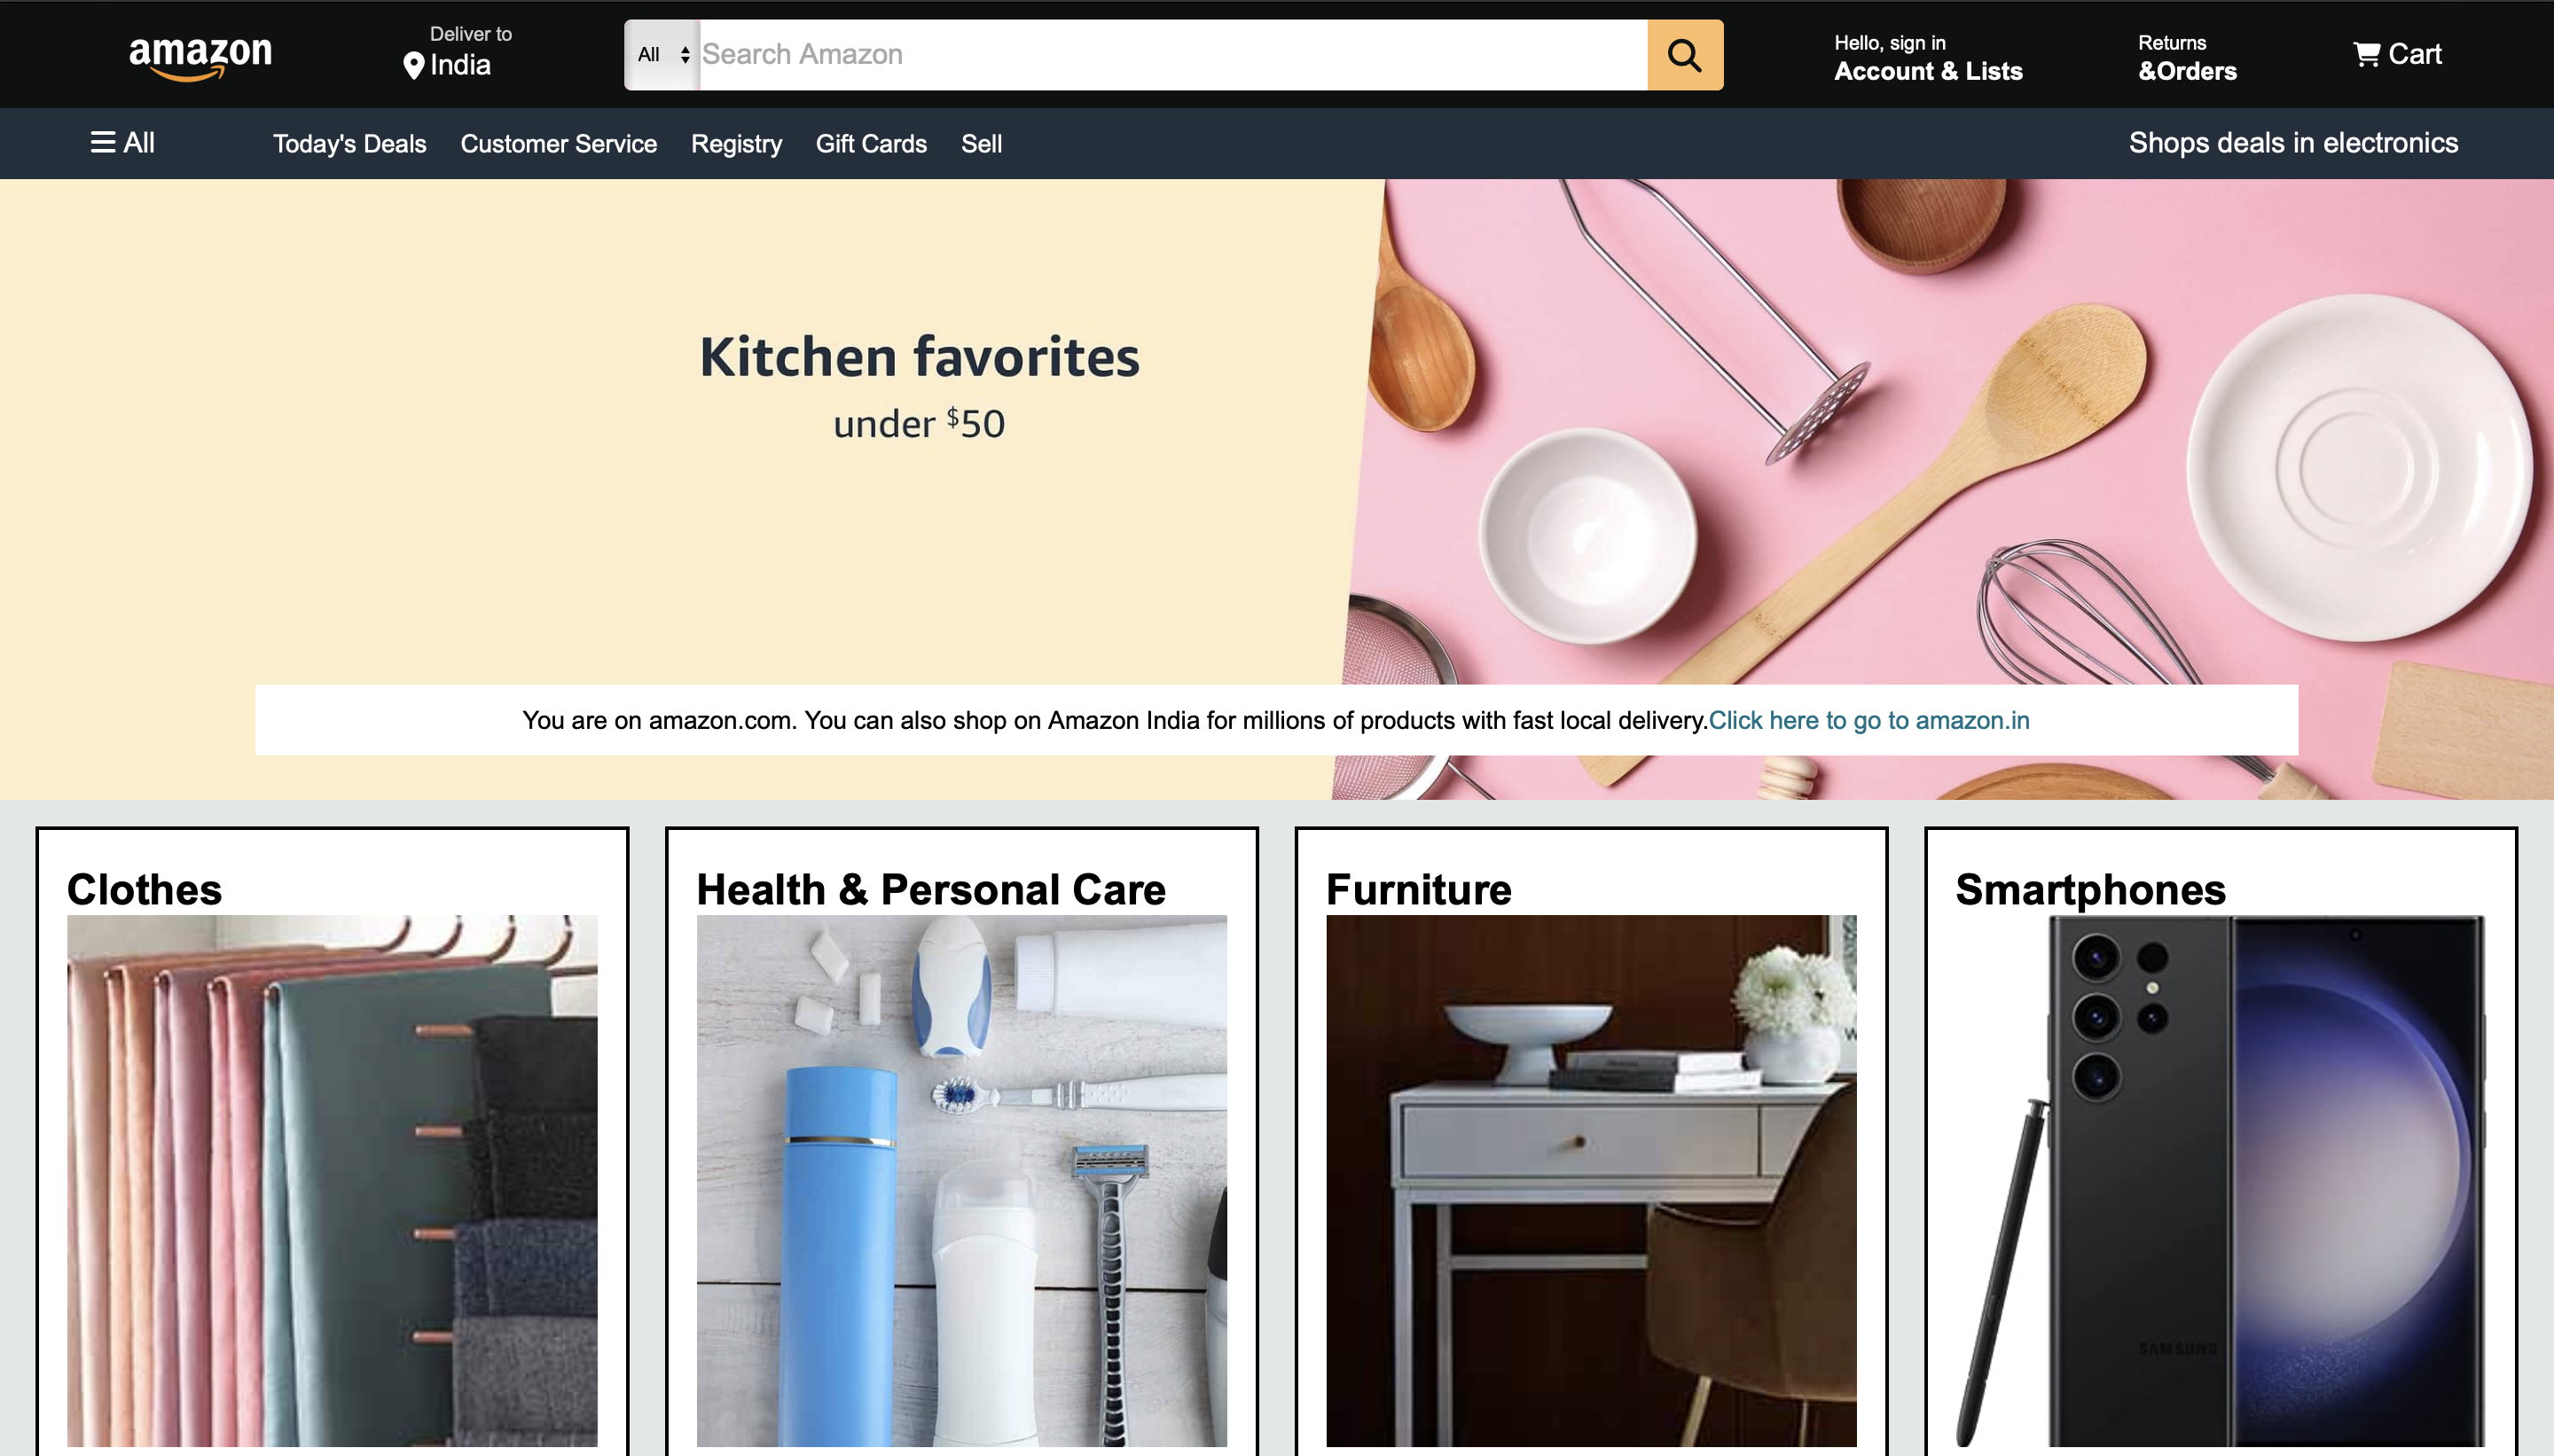 amazon
Deliver to
India
All
Search Amazon
Hello, sign in
Account & Lists
Returns
&Orders
Cart
All
Today's Deals
Customer Service
Registry
Gift Cards
Sell
Shops deals in electronics
Kitchen favorites
under $50
You are on amazon.com. You can also shop on Amazon India for millions of products with fast local delivery.Click here to go to amazon.in
Clothes
Health & Personal Care
Furniture
Smartphones
SAMSUNG